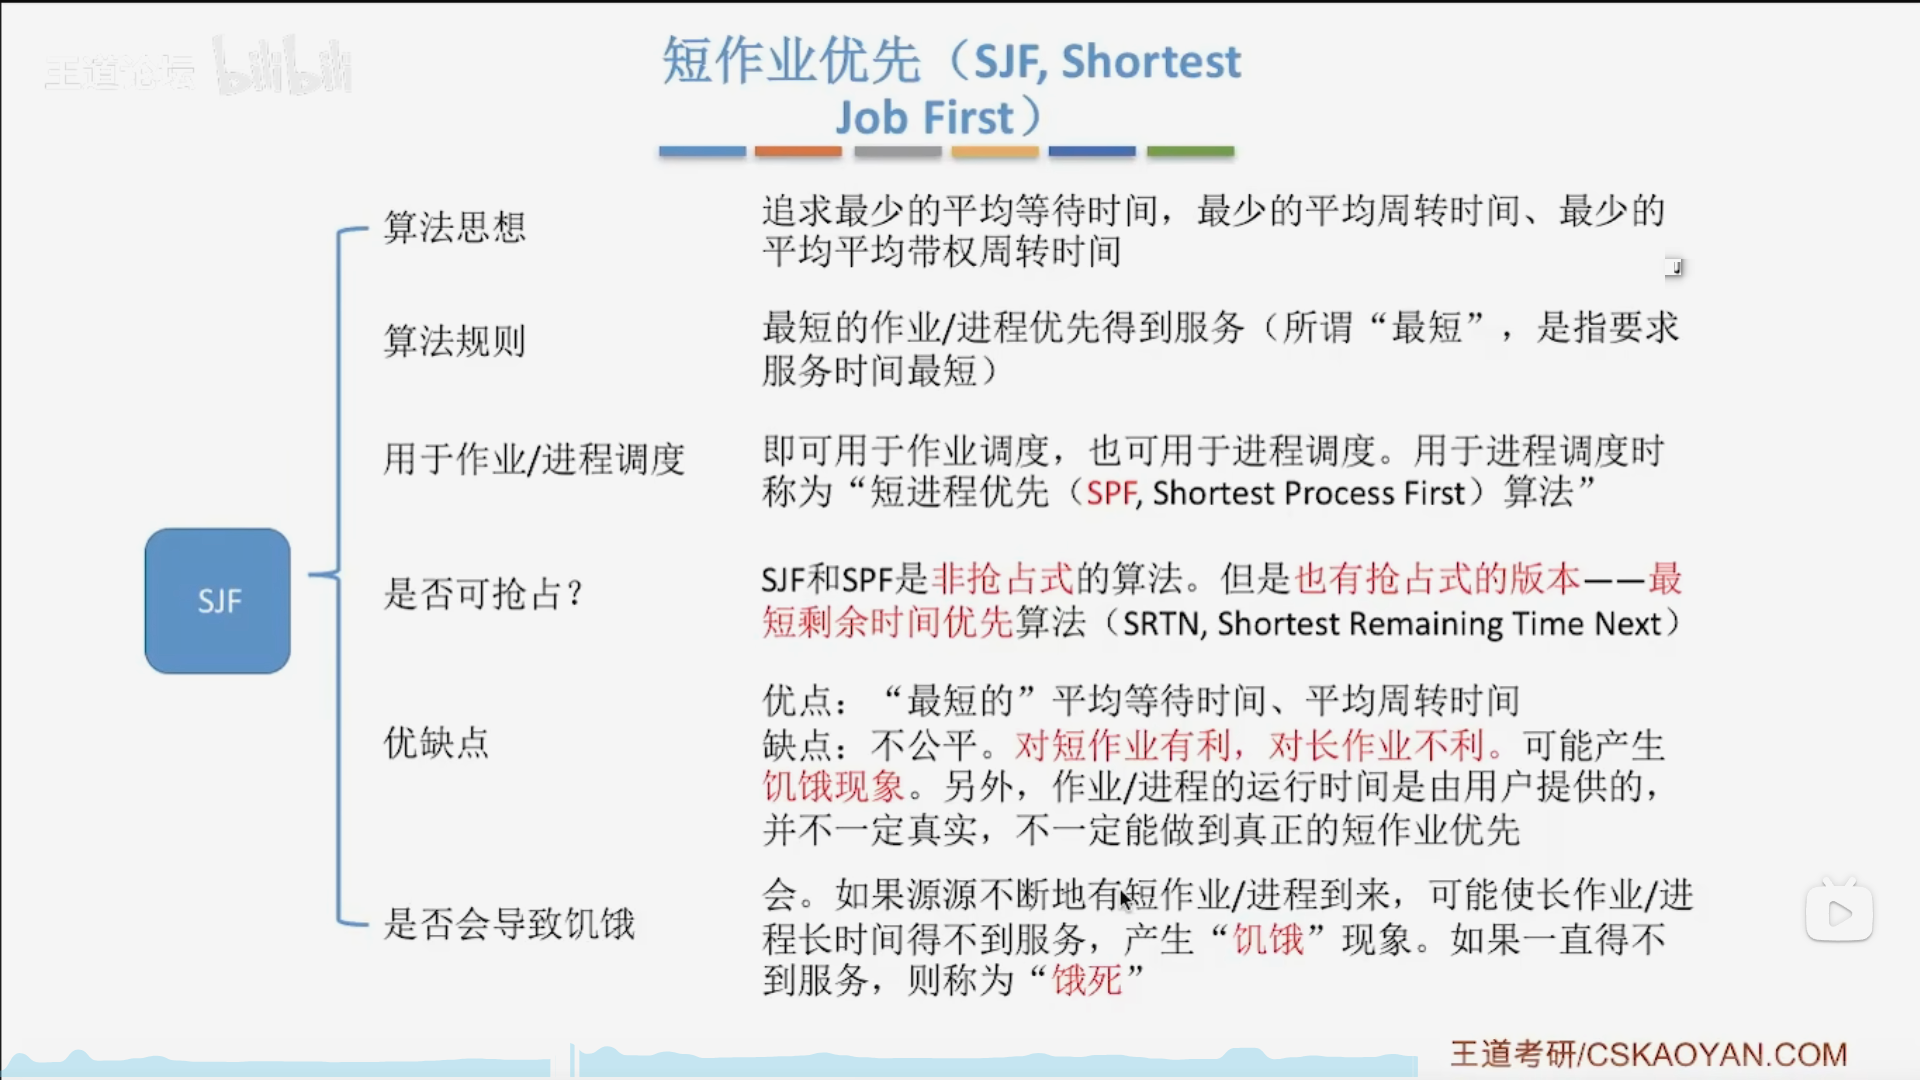 王道论坛 bilibili
短作业优先（SJF, Shortest
Job First）
算法思想
追求最少的平均等待时间，最少的平均周转时间、最少的
平均平均带权周转时间
算法规则
最短的作业/进程优先得到服务（所谓“最短”，是指要求
服务时间最短）
用于作业/进程调度
即可用于作业调度，也可用于进程调度。用于进程调度时
称为“短进程优先（SPF, Shortest Process First）算法”
SJF
是否可抢占？
SJF和SPF是非抢占式的算法。但是也有抢占式的版本——最
短剩余时间优先算法（SRTN, Shortest Remaining Time Next）
优缺点
优点：“最短的”平均等待时间、平均周转时间
缺点：不公平。对短作业有利，对长作业不利。可能产生
饥饿现象。另外，作业/进程的运行时间是由用户提供的，
并不一定真实，不一定能做到真正的短作业优先
是否会导致饥饿
会。如果源源不断地有短作业/进程到来，可能使长作业/进
程长时间得不到服务，产生“饥饿”现象。如果一直得不
到服务，则称为“饿死”
王道考研/CSKAOYAN.COM